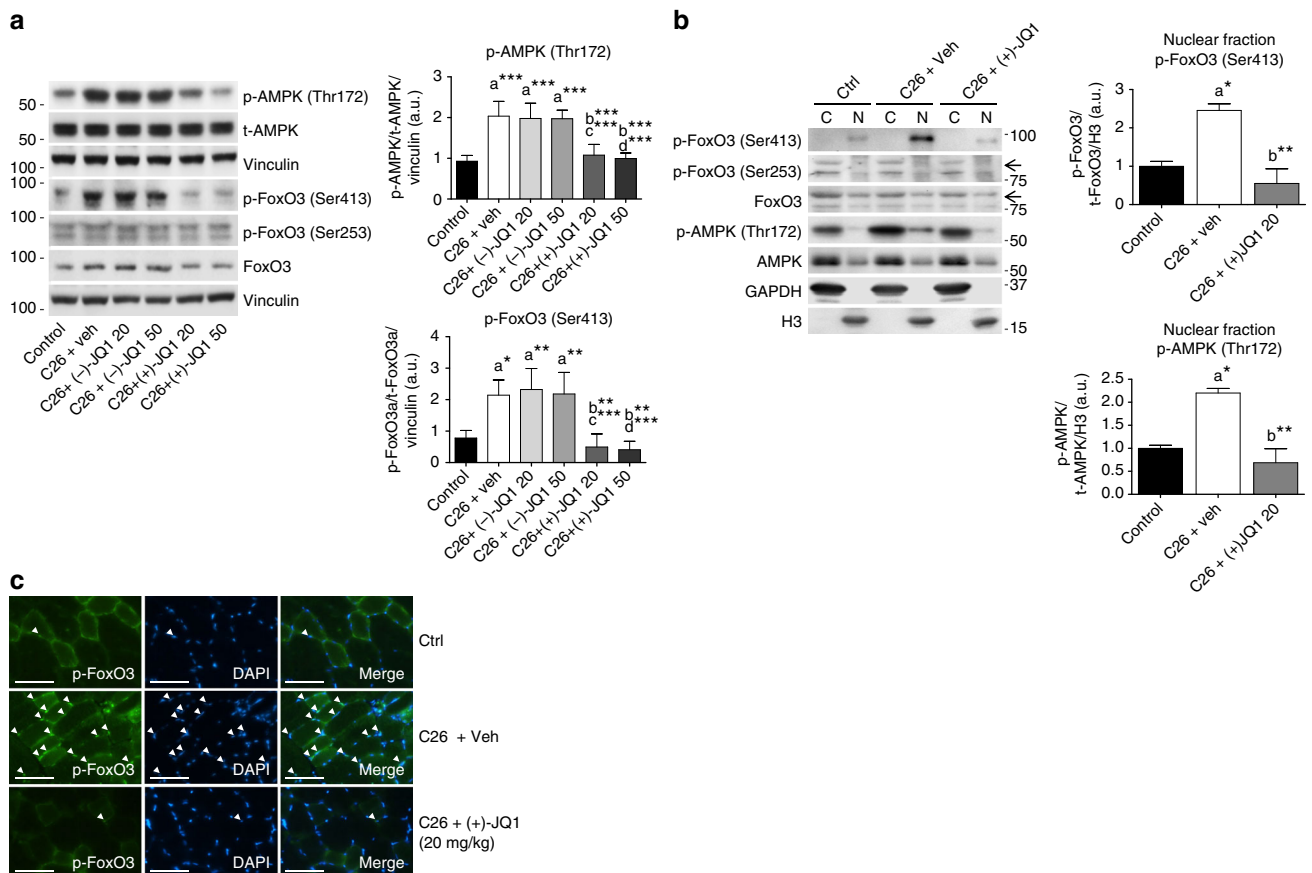 a
50 -
p-AMPK (Thr172)
50 -
t-AMPK
100 -
Vinculin
100 -
p-FoxO3 (Ser413)
100 -
p-FoxO3 (Ser253)
100 -
FoxO3
100 -
Vinculin
Control
C26 + veh
C26+ (−)-JQ1 20
C26 + (−)-JQ1 50
C26+(+)-JQ1 20
C26+(+)-JQ1 50
p-AMPK (Thr172)
p-AMPK/t-AMPK/
vinculin (a.u.)
3
2
1
0
a***
a***
a***
b***
c***
b***
d***
Control
C26 + veh
C26+ (−)-JQ1 20
C26 + (−)-JQ1 50
C26+(+)-JQ1 20
C26+(+)-JQ1 50
p-FoxO3 (Ser413)
p-FoxO3a/t-FoxO3a/
vinculin (a.u.)
4
3
2
1
0
a*
a**
a**
b**
c***
b**
d***
Control
C26 + veh
C26+ (−)-JQ1 20
C26 + (−)-JQ1 50
C26+(+)-JQ1 20
C26+(+)-JQ1 50
b
Ctrl
C26 + Veh
C26 + (+)-JQ1
C N C N C N
p-FoxO3 (Ser413)
-100
p-FoxO3 (Ser253)
-75
FoxO3
-75
p-AMPK (Thr172)
-50
AMPK
-50
GAPDH
-37
H3
-15
Nuclear fraction
p-FoxO3 (Ser413)
p-FoxO3/
t-FoxO3/H3 (a.u.)
3
2
1
0
a*
b**
Control
C26 + veh
C26 + (+)JQ1 20
Nuclear fraction
p-AMPK (Thr172)
p-AMPK/
t-AMPK/H3 (a.u.)
2.5
2.0
1.5
1.0
0.5
0.0
a*
b**
Control
C26 + veh
C26 + (+)JQ1 20
c
p-FoxO3
DAPI
Merge
Ctrl
p-FoxO3
DAPI
Merge
C26 + Veh
p-FoxO3
DAPI
Merge
C26 + (+)-JQ1
(20 mg/kg)